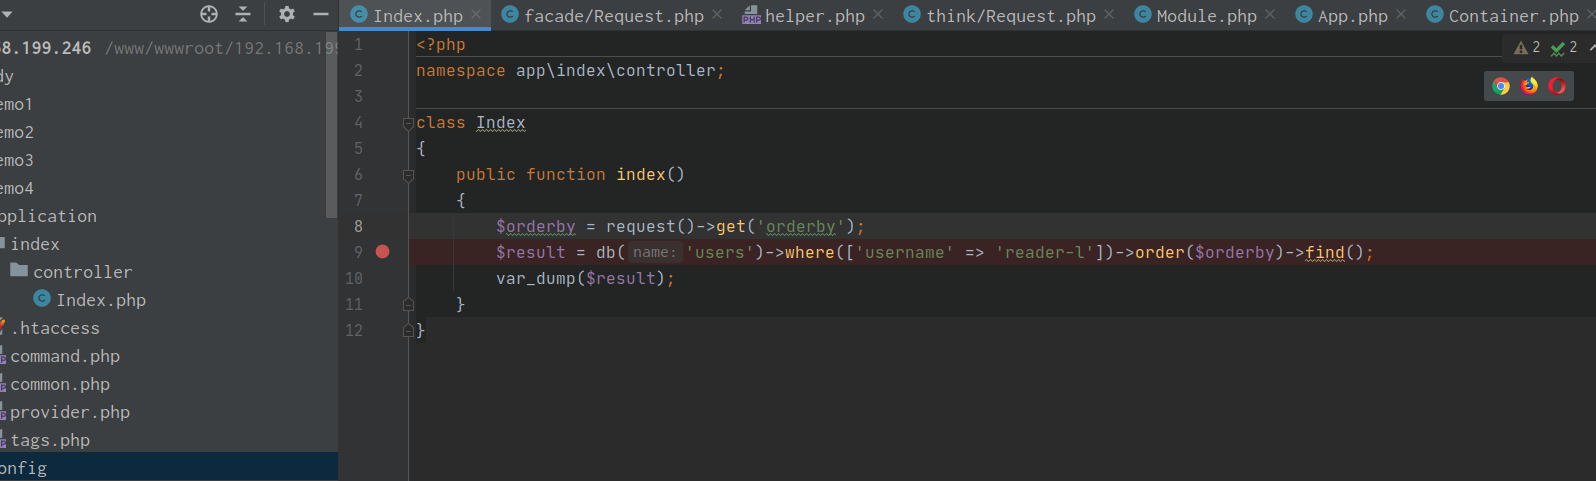 Index.php facade/Request.php helper.php think/Request.php Module.php App.php Container.php
8.199.246 /www/wwwroot/192.168.199
dy
emo1
emo2
emo3
emo4
pplication
index
controller
Index.php
.htaccess
command.php
common.php
provider.php
tags.php
onfig
1 <?php
2 namespace app\index\controller;
3
4 class Index
5 {
6 public function index()
7 {
8 $orderby = request()->get('orderby');
9 $result = db( name: 'users')->where(['username' => 'reader-l'])->order($orderby)->find();
10 var_dump($result);
11 }
12 }
2 2